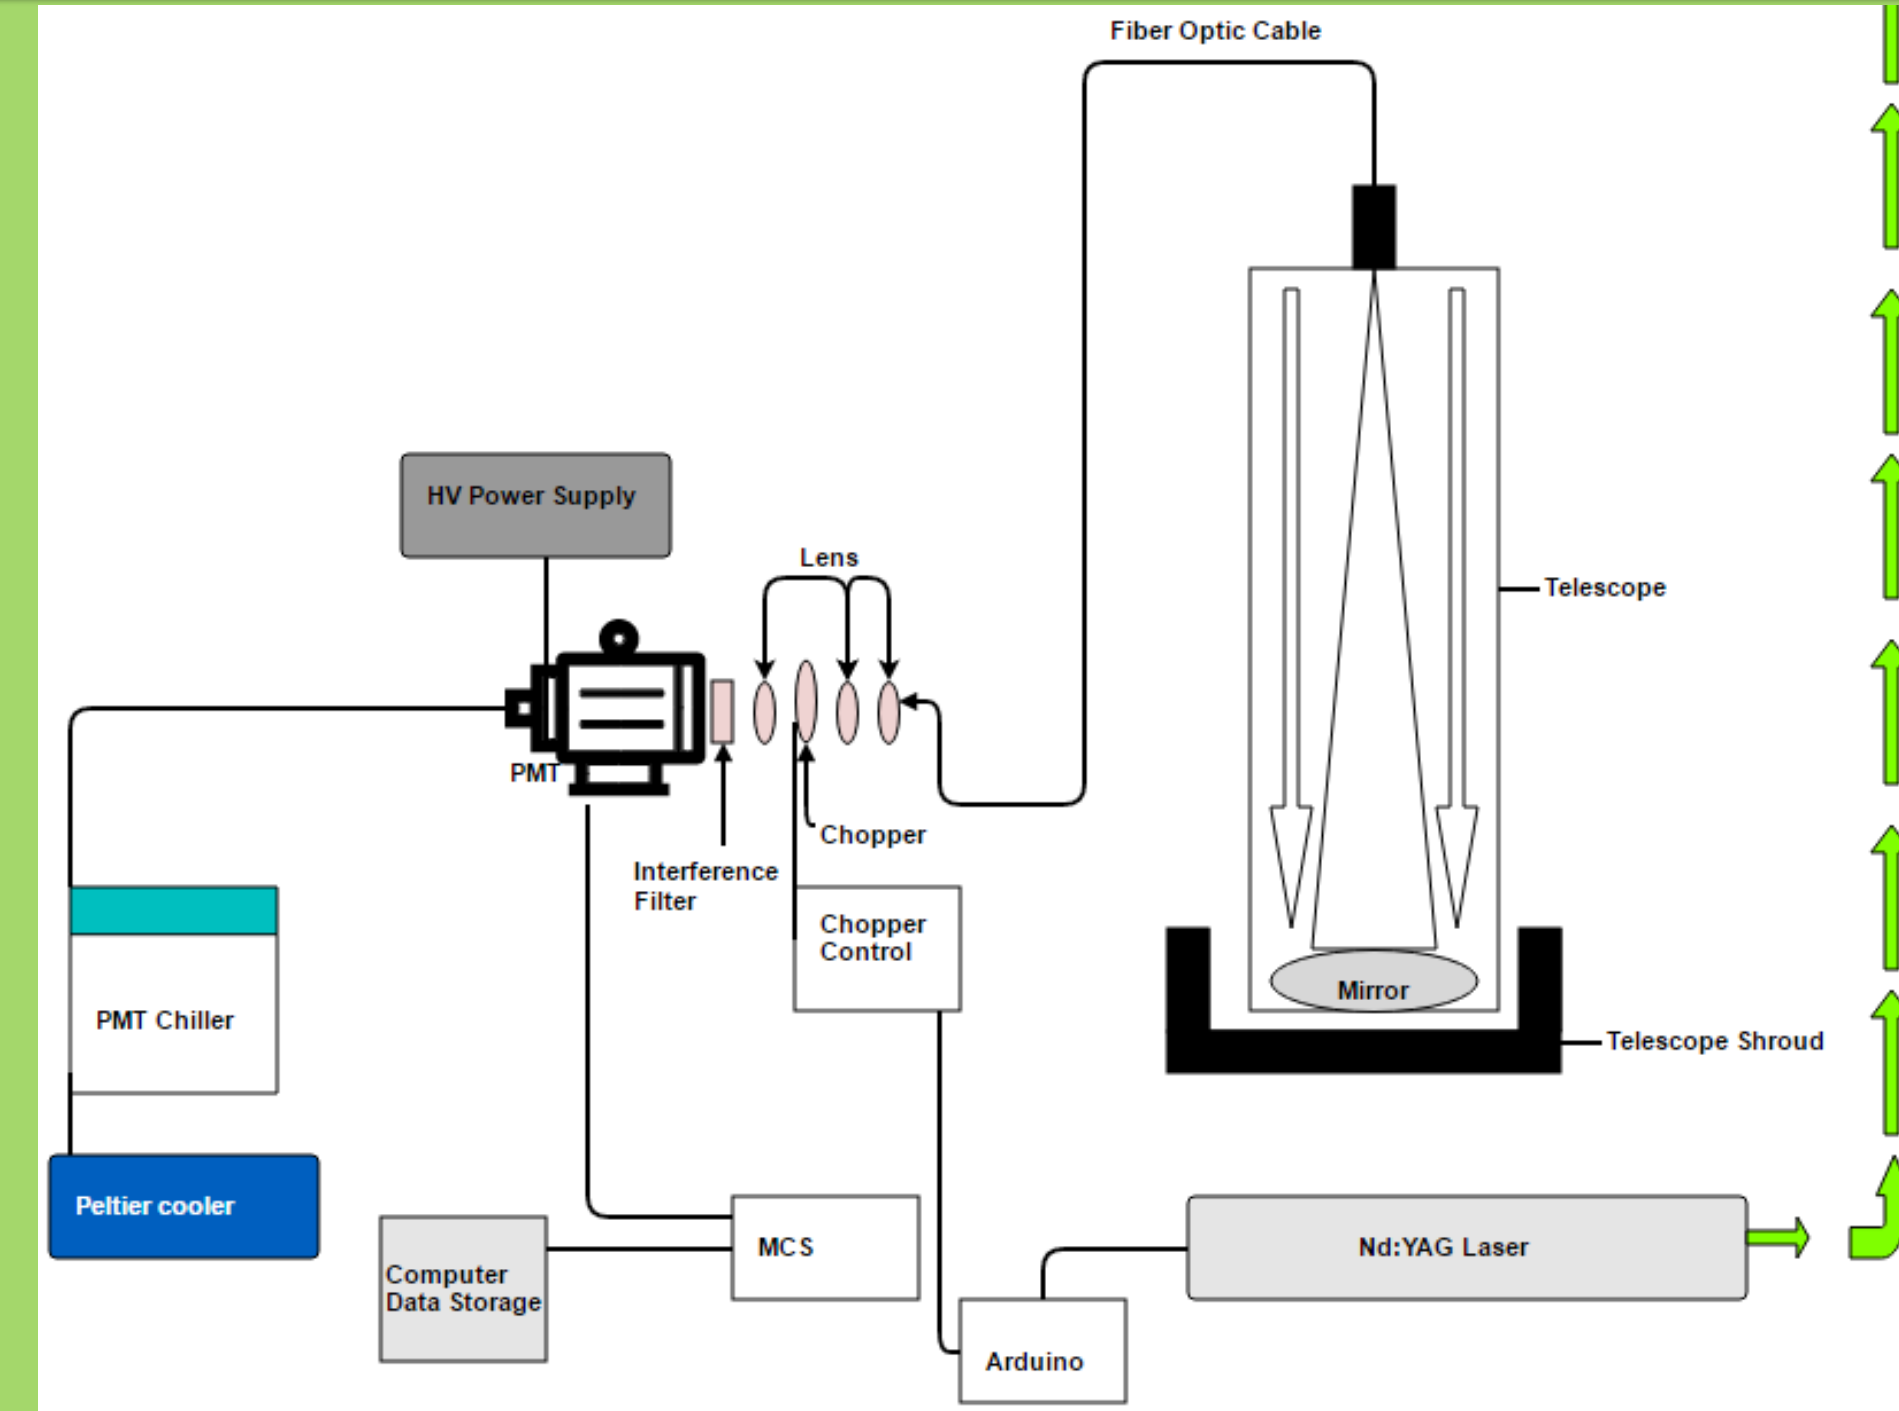 Fiber Optic Cable
HV Power Supply
Lens
Telescope
PMT
Chopper
Interference
Filter
Chopper
Control
Mirror
PMT Chiller
Telescope Shroud
Peltier cooler
MCS
Nd:YAG Laser
Computer
Data Storage
Arduino